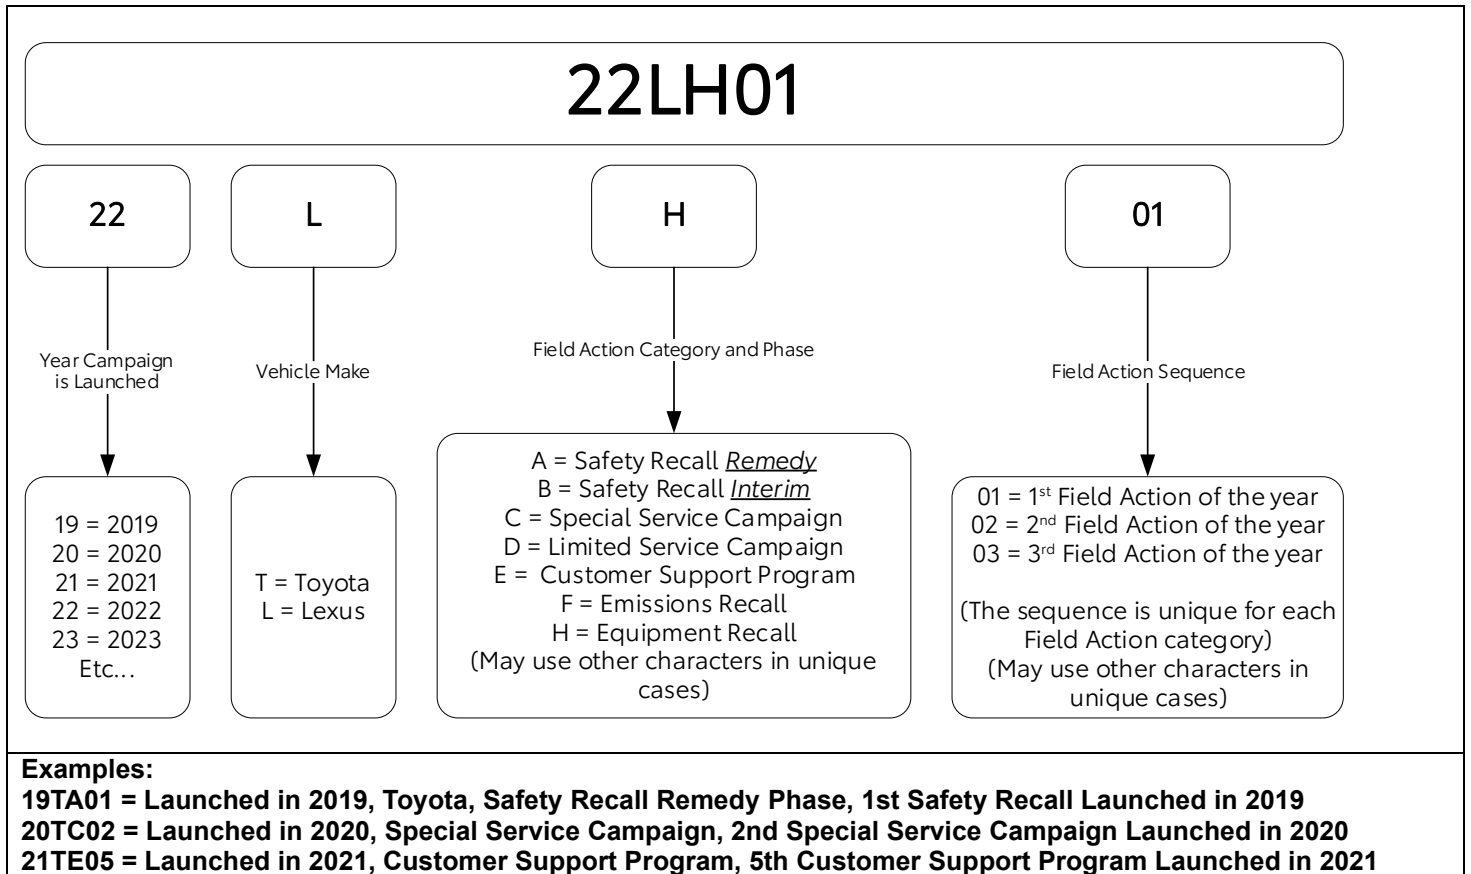 22LH01
22
L
H
01
Year Campaign
is Launched
Vehicle Make
Field Action Category and Phase
Field Action Sequence
19 = 2019
20 = 2020
21 = 2021
22 = 2022
23 = 2023
Etc...
T = Toyota
L = Lexus
A = Safety Recall Remedy
B = Safety Recall Interim
C = Special Service Campaign
D = Limited Service Campaign
E =  Customer Support Program
F = Emissions Recall
H = Equipment Recall
(May use other characters in unique
cases)
01 = 1st Field Action of the year
02 = 2nd Field Action of the year
03 = 3rd Field Action of the year
(The sequence is unique for each
Field Action category)
(May use other characters in
unique cases)
Examples:
19TA01 = Launched in 2019, Toyota, Safety Recall Remedy Phase, 1st Safety Recall Launched in 2019
20TC02 = Launched in 2020, Special Service Campaign, 2nd Special Service Campaign Launched in 2020
21TE05 = Launched in 2021, Customer Support Program, 5th Customer Support Program Launched in 2021